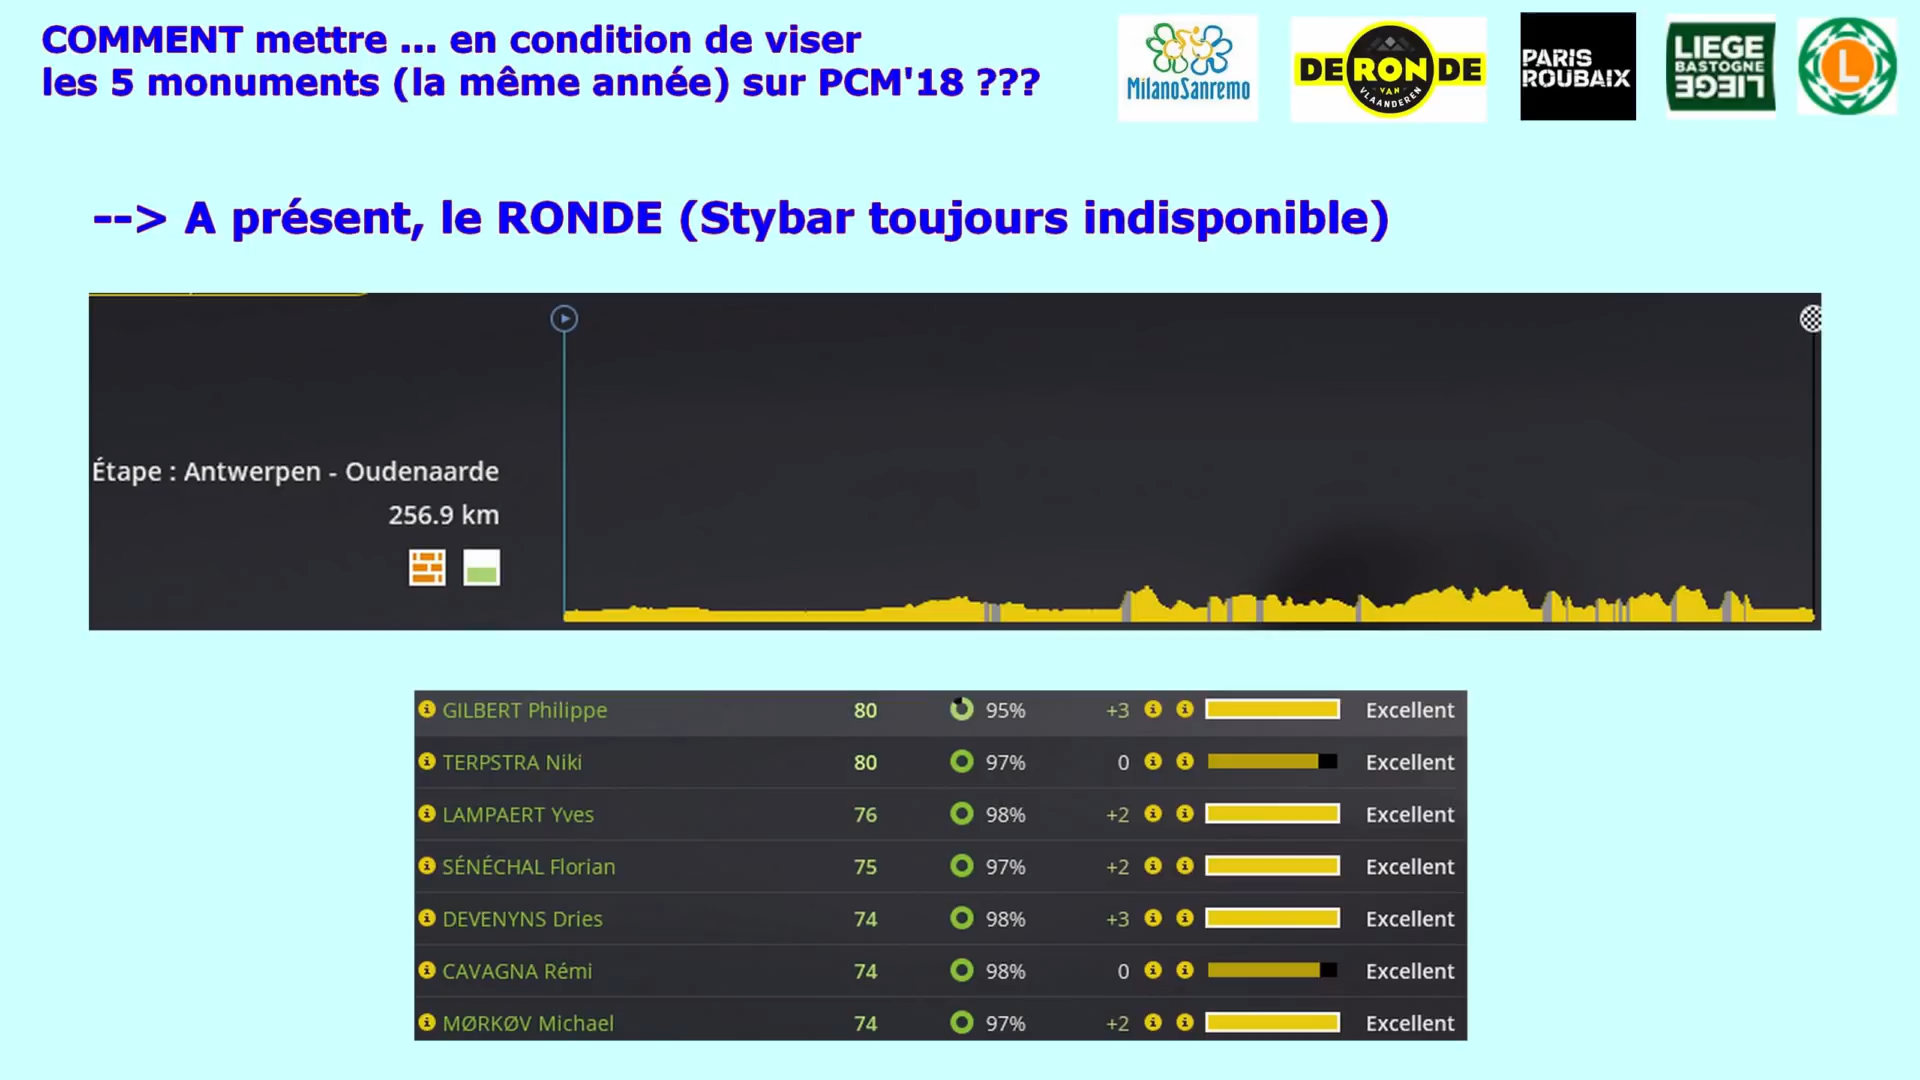 COMMENT mettre ... en condition de viser
les 5 monuments (la même année) sur PCM'18 ???
MilanoSanremo
DE RON DE
VAN
VLAANDEREN
PARIS
ROUBAIX
LIEGE
BASTOGNE
LIEGE
L
--> A présent, le RONDE (Stybar toujours indisponible)
Étape : Antwerpen - Oudenaarde
256.9 km
GILBERT Philippe 80 95% +3 Excellent
TERPSTRA Niki 80 97% 0 Excellent
LAMPAERT Yves 76 98% +2 Excellent
SÉNÉCHAL Florian 75 97% +2 Excellent
DEVENYNS Dries 74 98% +3 Excellent
CAVAGNA Rémi 74 98% 0 Excellent
MØRKØV Michael 74 97% +2 Excellent